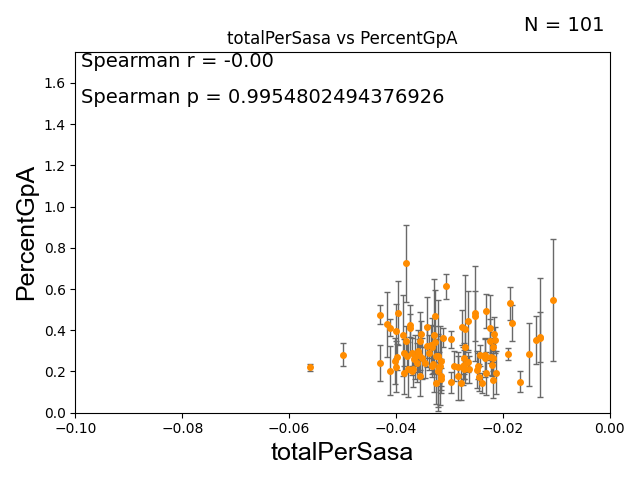 N = 101
totalPerSasa vs PercentGpA
Spearman r = -0.00
Spearman p = 0.9954802494376926
PercentGpA
1.6
1.4
1.2
1.0
0.8
0.6
0.4
0.2
0.0
−0.10 −0.08 −0.06 −0.04 −0.02 0.00
totalPerSasa